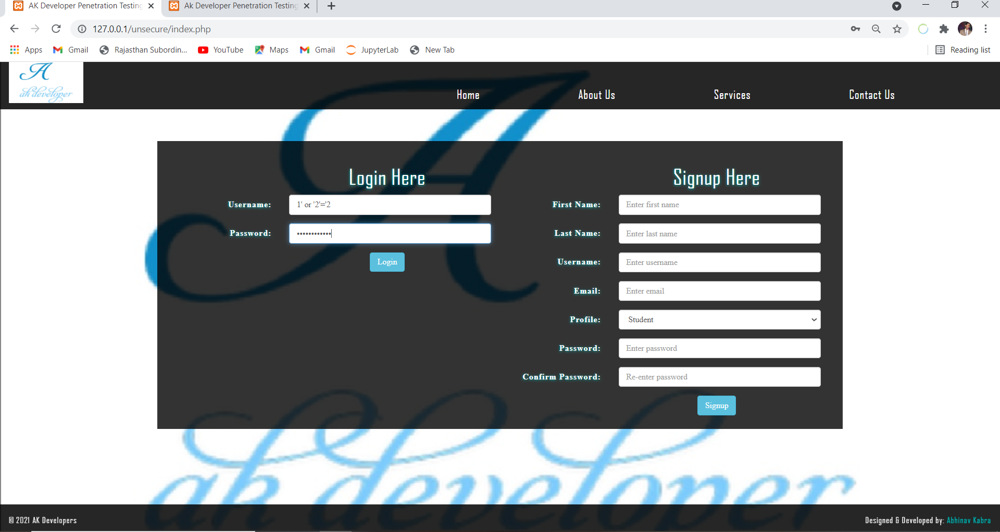 AK Developer Penetration Testing
Ak Developer Penetration Testing
127.0.0.1/unsecure/index.php
Apps Gmail Rajasthan Subordin... YouTube Maps Gmail JupyterLab New Tab Reading list
A
ak developer
Home About Us Services Contact Us
Login Here
Username: 1' or '2'='2
Password: ••••••••••••
Login
Signup Here
First Name: Enter first name
Last Name: Enter last name
Username: Enter username
Email: Enter email
Profile: Student
Password: Enter password
Confirm Password: Re-enter password
Signup
A
ak developer
© 2021 AK Developers
Designed & Developed by: Abhinav Kabra